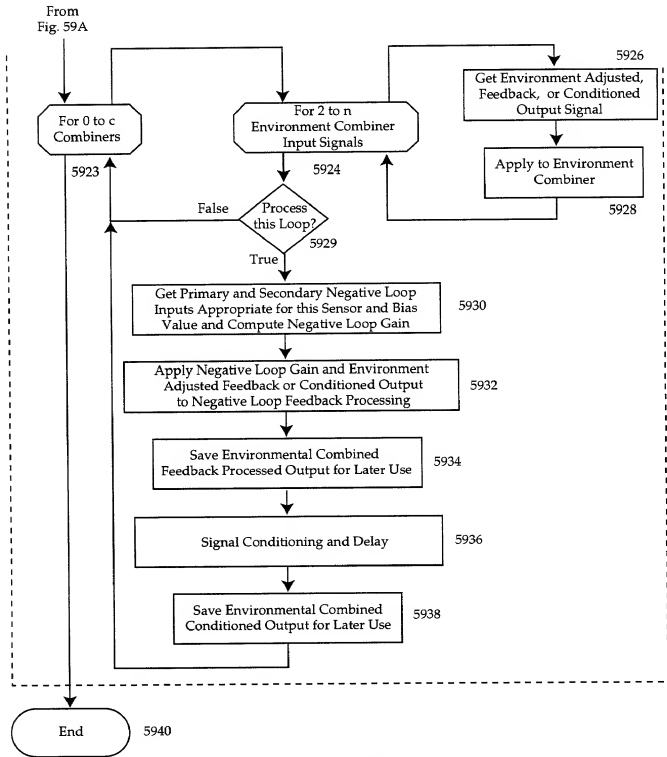 From
Fig. 59A
For 0 to c
Combiners
5923
For 2 to n
Environment Combiner
Input Signals
5924
5926
Get Environment Adjusted,
Feedback, or Conditioned
Output Signal
Apply to Environment
Combiner
5928
False
Process
this Loop?
5929
True
Get Primary and Secondary Negative Loop
Inputs Appropriate for this Sensor and Bias
Value and Compute Negative Loop Gain
5930
Apply Negative Loop Gain and Environment
Adjusted Feedback or Conditioned Output
to Negative Loop Feedback Processing
5932
Save Environmental Combined
Feedback Processed Output for Later Use
5934
Signal Conditioning and Delay
5936
Save Environmental Combined
Conditioned Output for Later Use
5938
End
5940